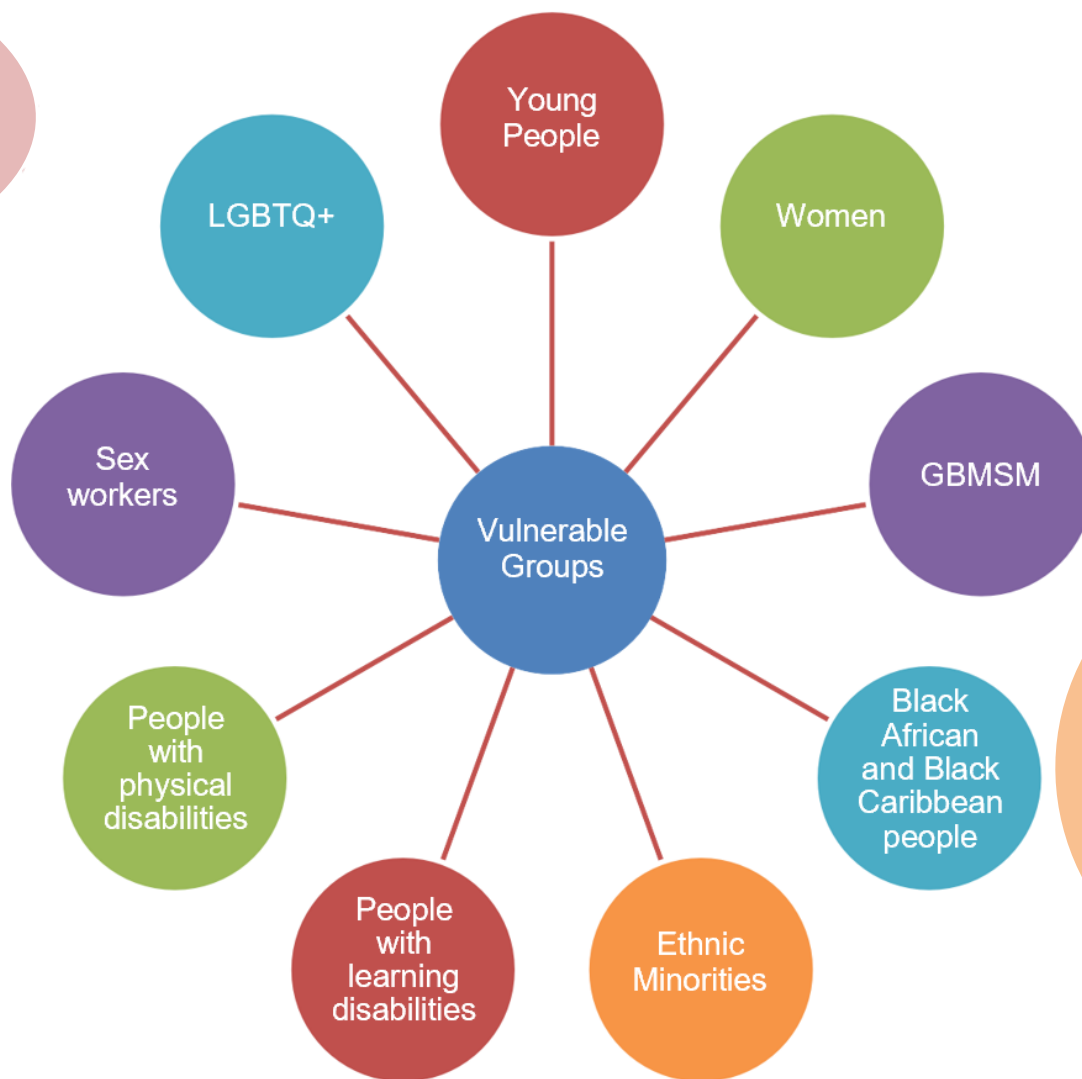 Young
People
Women
GBMSM
Black
African
and Black
Caribbean
people
Ethnic
Minorities
People
with
learning
disabilities
People
with
physical
disabilities
Sex
workers
LGBTQ+
Vulnerable
Groups